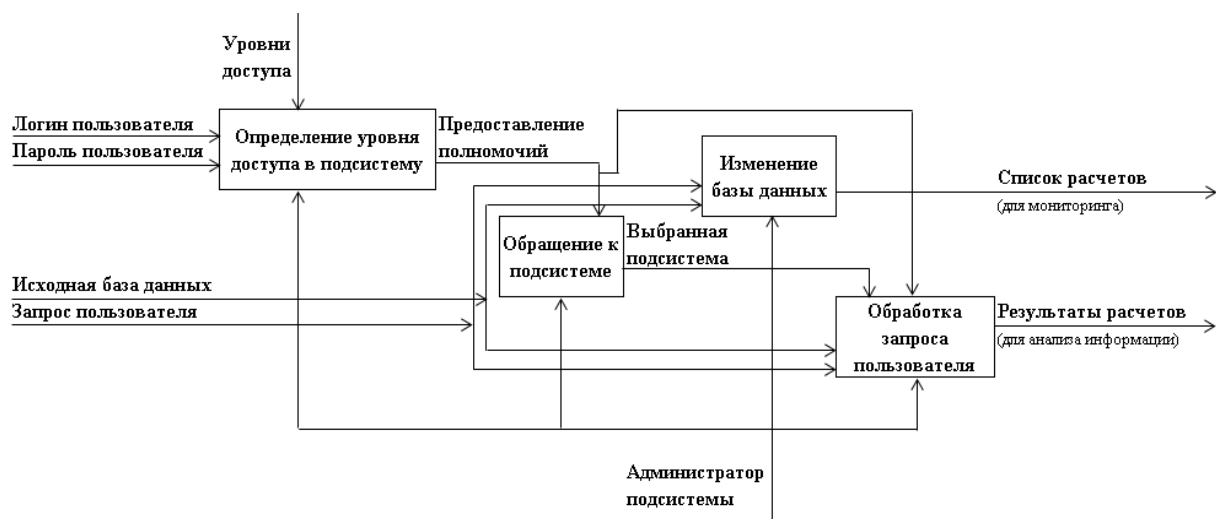 Уровни
доступа
Логин пользователя
Пароль пользователя
Определение уровня
доступа в подсистему
Предоставление
полномочий
Изменение
базы данных
Список расчетов
(для мониторинга)
Обращение к
подсистеме
Выбранная
подсистема
Исходная база данных
Запрос пользователя
Обработка
запроса
пользователя
Результаты расчетов
(для анализа информации)
Администратор
подсистемы